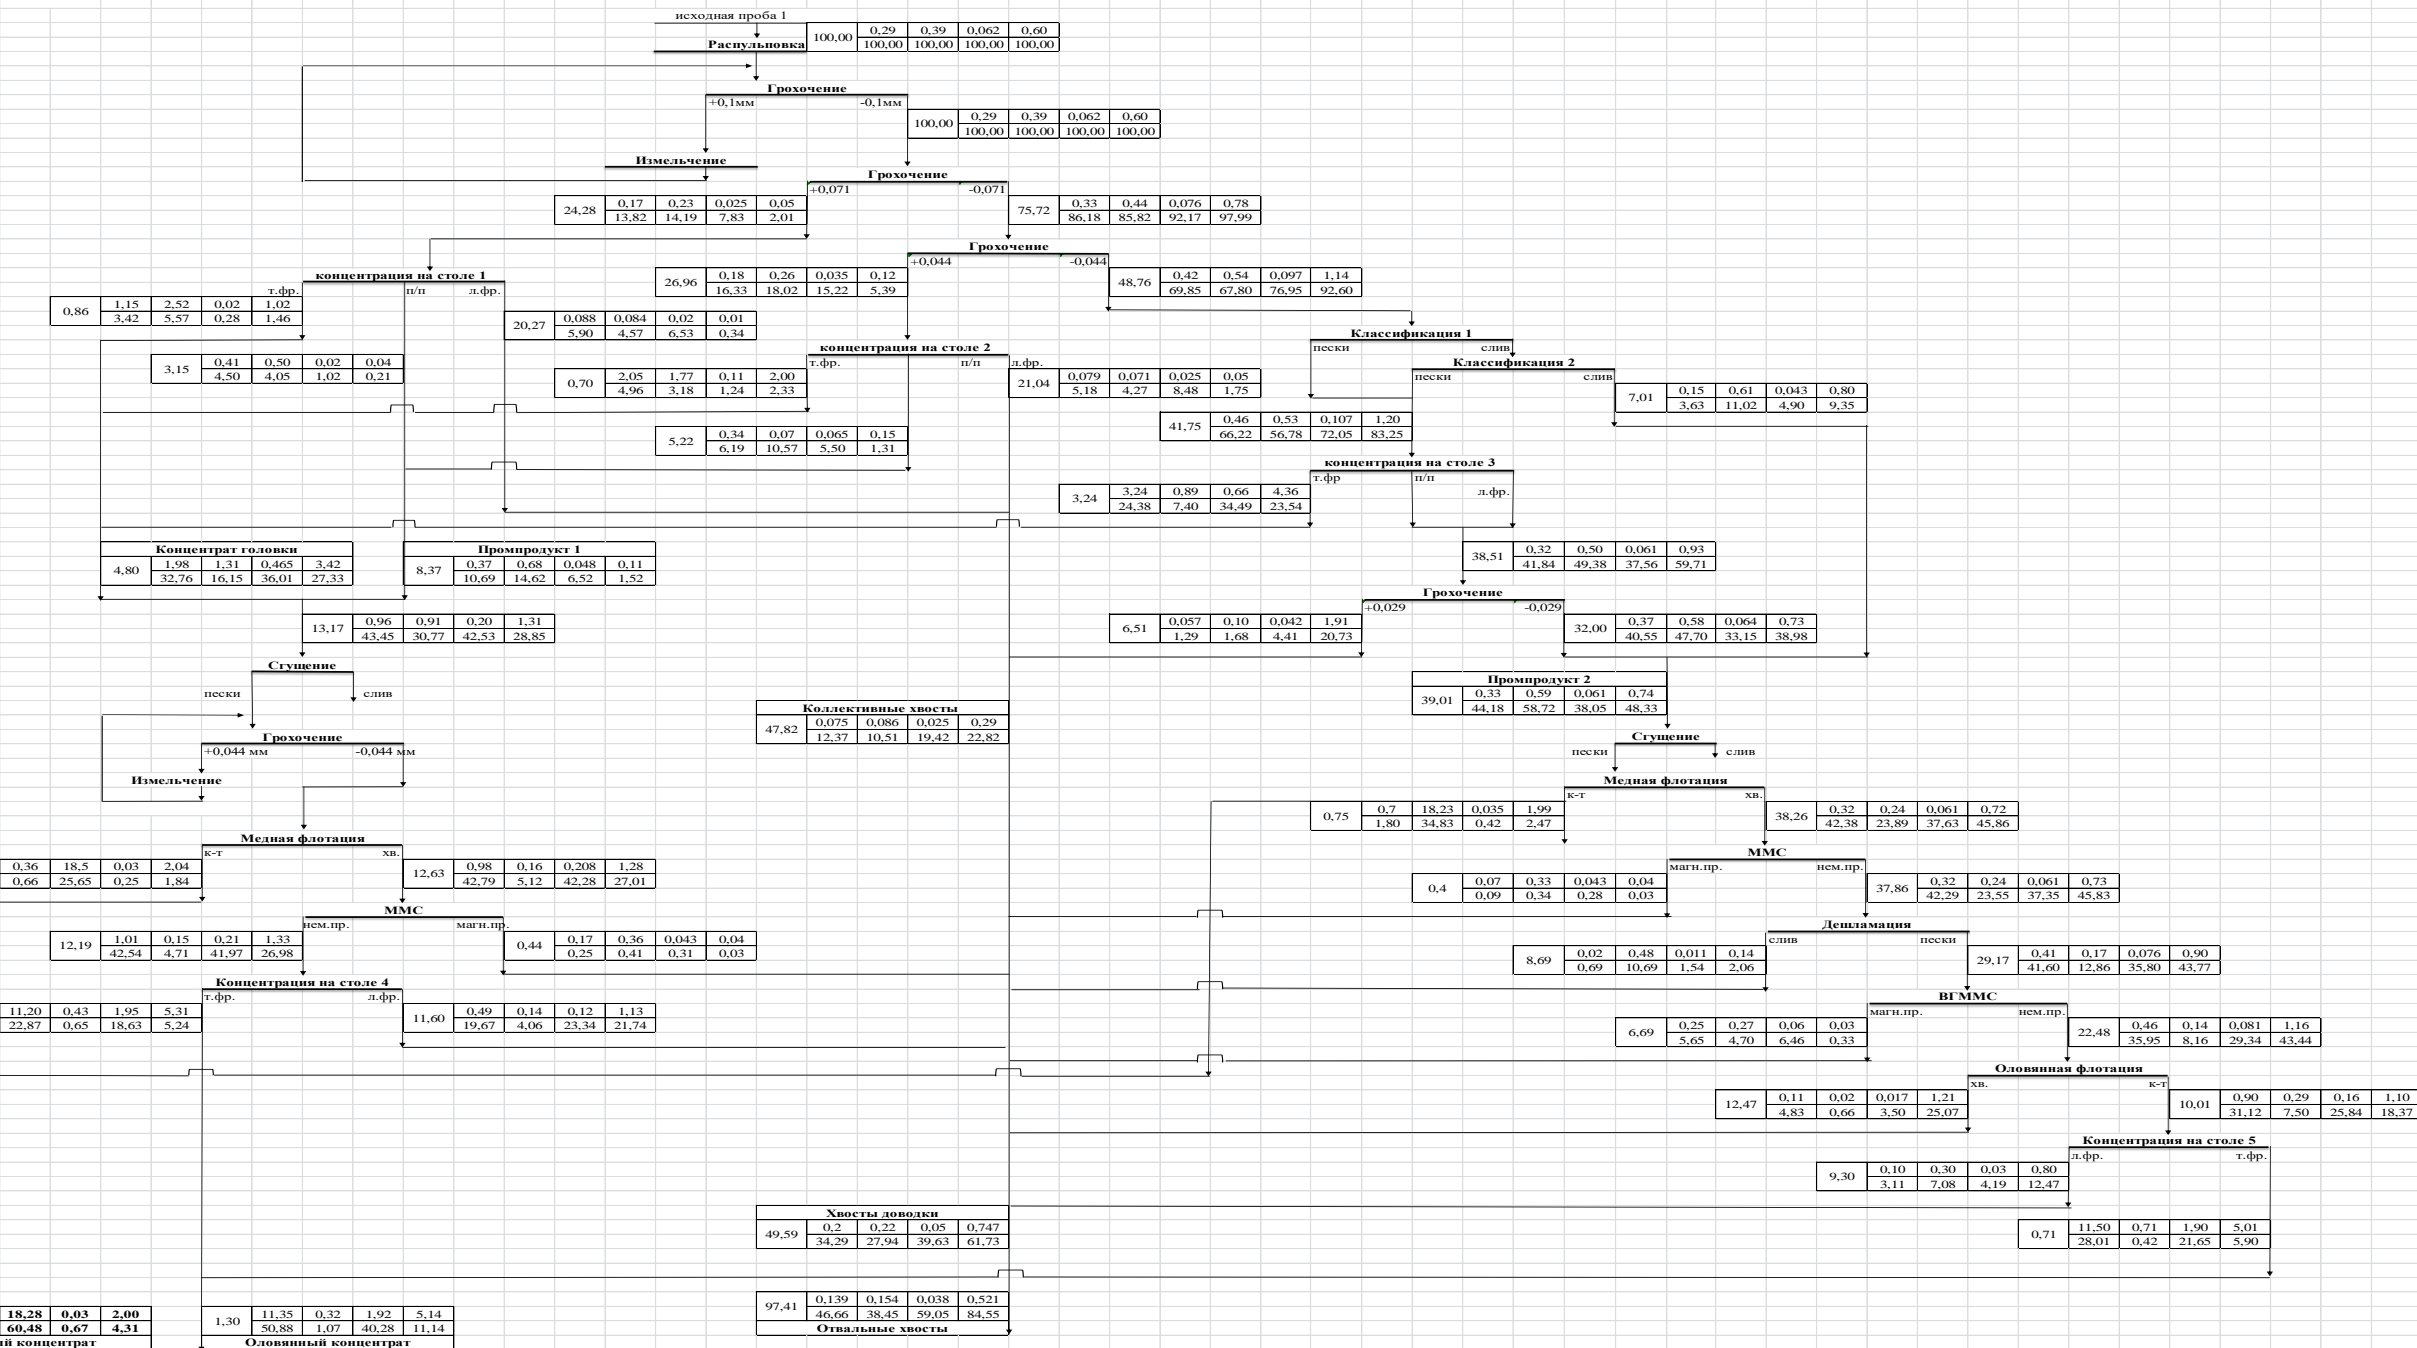 исходная проба 1
Распульповка
100,00 0,29 0,39 0,062 0,60
100,00 100,00 100,00 100,00
Грохочение
+0,1мм -0,1мм
100,00 0,29 0,39 0,062 0,60
100,00 100,00 100,00 100,00
Измельчение
Грохочение
+0,071 -0,071
24,28 0,17 0,23 0,025 0,05
13,82 14,19 7,83 2,01
75,72 0,33 0,44 0,076 0,78
86,18 85,82 92,17 97,99
Грохочение
+0,044 -0,044
26,96 0,18 0,26 0,035 0,12
16,33 18,02 15,22 5,39
48,76 0,42 0,54 0,097 1,14
69,85 67,80 76,95 92,60
концентрация на столе 1
т.фр. п/п л.фр.
0,86 1,15 2,52 0,02 1,02
3,42 5,57 0,28 1,46
20,27 0,088 0,084 0,02 0,01
5,90 4,57 6,53 0,34
3,15 0,41 0,50 0,02 0,04
4,50 4,05 1,02 0,21
концентрация на столе 2
т.фр. п/п л.фр.
0,70 2,05 1,77 0,11 2,00
4,96 3,18 1,24 2,33
21,04 0,079 0,071 0,025 0,05
5,18 4,27 8,48 1,75
5,22 0,34 0,07 0,065 0,15
6,19 10,57 5,50 1,31
Классификация 1
пески слив
Классификация 2
пески слив
7,01 0,15 0,61 0,043 0,80
3,63 11,02 4,90 9,35
41,75 0,46 0,53 0,107 1,20
66,22 56,78 72,05 83,25
концентрация на столе 3
т.фр п/п
л.фр.
3,24 3,24 0,89 0,66 4,36
24,38 7,40 34,49 23,54
38,51 0,32 0,50 0,061 0,93
41,84 49,38 37,56 59,71
Концентрат головки
4,80 1,98 1,31 0,465 3,42
32,76 16,15 36,01 27,33
Промпродукт 1
8,37 0,37 0,68 0,048 0,11
10,69 14,62 6,52 1,52
13,17 0,96 0,91 0,20 1,31
43,45 30,77 42,53 28,85
Грохочение
+0,029 -0,029
6,51 0,057 0,10 0,042 1,91
1,29 1,68 4,41 20,73
32,00 0,37 0,58 0,064 0,73
40,55 47,70 33,15 38,98
Сгущение
пески слив
Промпродукт 2
39,01 0,33 0,59 0,061 0,74
44,18 58,72 38,05 48,33
Коллективные хвосты
47,82 0,075 0,086 0,025 0,29
12,37 10,51 19,42 22,82
Грохочение
+0,044 мм -0,044 мм
Измельчение
Сгущение
пески слив
Медная флотация
к-т хв.
0,75 0,7 18,23 0,035 1,99
1,80 34,83 0,42 2,47
38,26 0,32 0,24 0,061 0,72
42,38 23,89 37,63 45,86
Медная флотация
к-т хв.
0,36 18,5 0,03 2,04
0,66 25,65 0,25 1,84
12,63 0,98 0,16 0,208 1,28
42,79 5,12 42,28 27,01
ММС
магн.пр. нем.пр.
0,4 0,07 0,33 0,043 0,04
0,09 0,34 0,28 0,03
37,86 0,32 0,24 0,061 0,73
42,29 23,55 37,35 45,83
ММС
нем.пр. магн.пр.
12,19 1,01 0,15 0,21 1,33
42,54 4,71 41,97 26,98
0,44 0,17 0,36 0,043 0,04
0,25 0,41 0,31 0,03
Дешламация
слив пески
8,69 0,02 0,48 0,011 0,14
0,69 10,69 1,54 2,06
29,17 0,41 0,17 0,076 0,90
41,60 12,86 35,80 43,77
Концентрация на столе 4
т.фр. л.фр.
11,20 0,43 1,95 5,31
22,87 0,65 18,63 5,24
11,60 0,49 0,14 0,12 1,13
19,67 4,06 23,34 21,74
ВГММС
магн.пр. нем.пр.
6,69 0,25 0,27 0,06 0,03
5,65 4,70 6,46 0,33
22,48 0,46 0,14 0,081 1,16
35,95 8,16 29,34 43,44
Оловянная флотация
хв. к-т
12,47 0,11 0,02 0,017 1,21
4,83 0,66 3,50 25,07
10,01 0,90 0,29 0,16 1,10
31,12 7,50 25,84 18,37
Концентрация на столе 5
л.фр. т.фр.
9,30 0,10 0,30 0,03 0,80
3,11 7,08 4,19 12,47
Хвосты доводки
49,59 0,2 0,22 0,05 0,747
34,29 27,94 39,63 61,73
0,71 11,50 0,71 1,90 5,01
28,01 0,42 21,65 5,90
97,41 0,139 0,154 0,038 0,521
46,66 38,45 59,05 84,55
Отвальные хвосты
18,28 0,03 2,00
60,48 0,67 4,31
ый концентрат
1,30 11,35 0,32 1,92 5,14
50,88 1,07 40,28 11,14
Оловянный концентрат